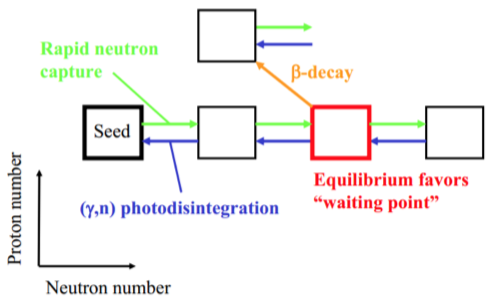 Rapid neutron
capture
β-decay
Seed
Equilibrium favors
“waiting point”
(γ,n) photodisintegration
Proton number
Neutron number